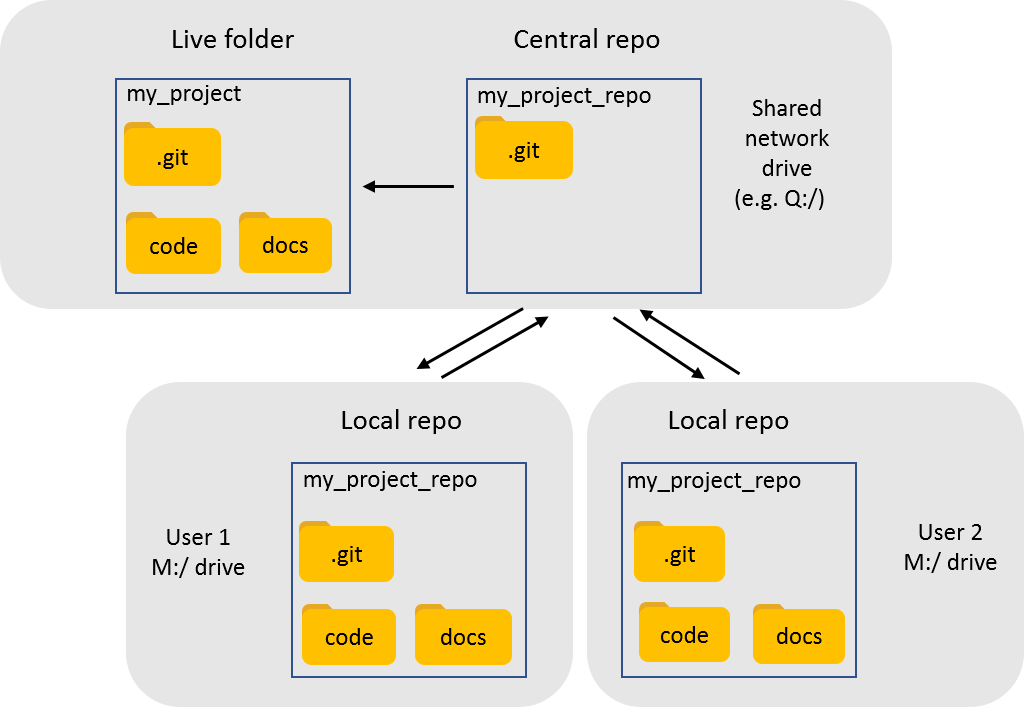 Live folder
Central repo
my_project
.git
code
docs
my_project_repo
.git
Shared
network
drive
(e.g. Q:/)
Local repo
my_project_repo
User 1
M:/ drive
.git
code
docs
Local repo
my_project_repo
.git
code
docs
User 2
M:/ drive